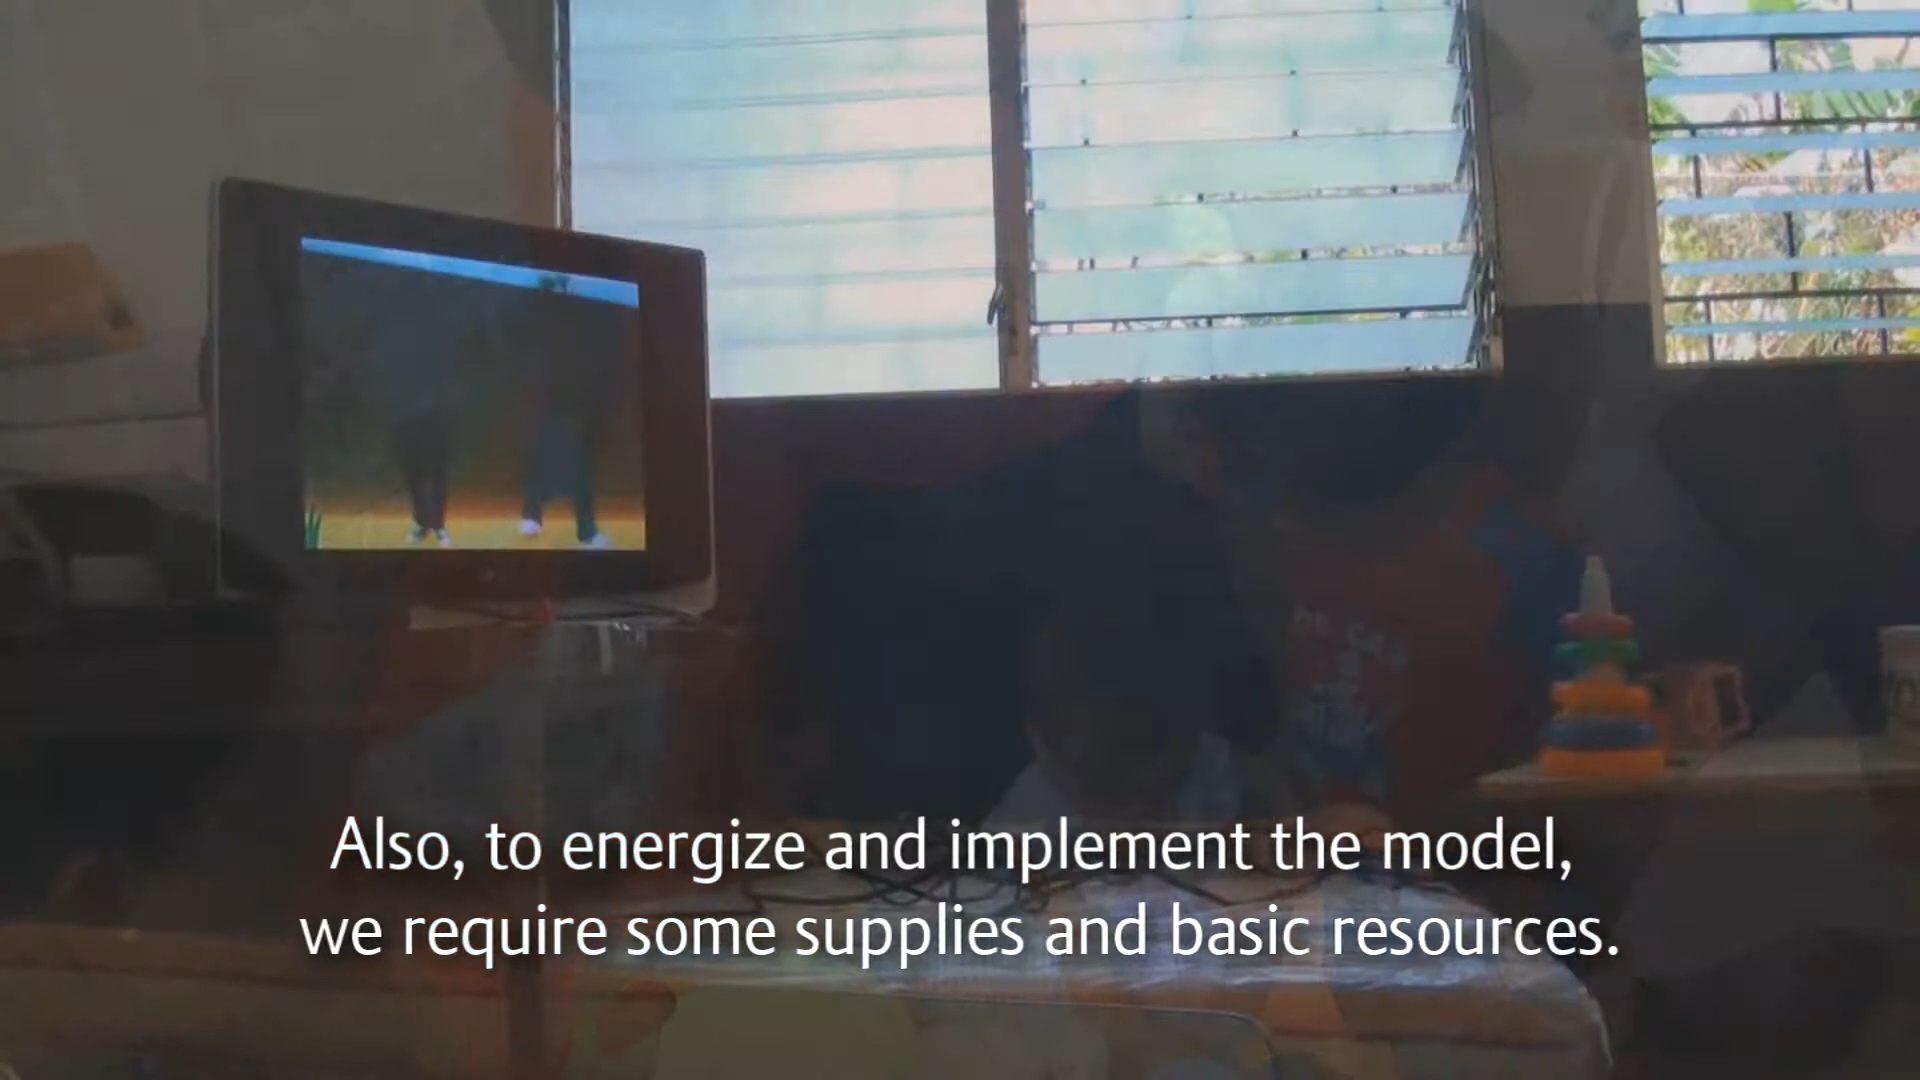 Also, to energize and implement the model,
we require some supplies and basic resources.